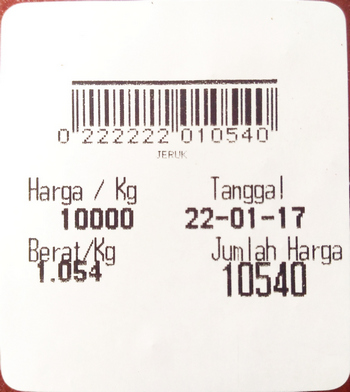 0 222222 010540
JERUK
Harga / Kg Tanggal
10000 22-01-17
Berat/Kg Jumlah Harga
1.054 10540